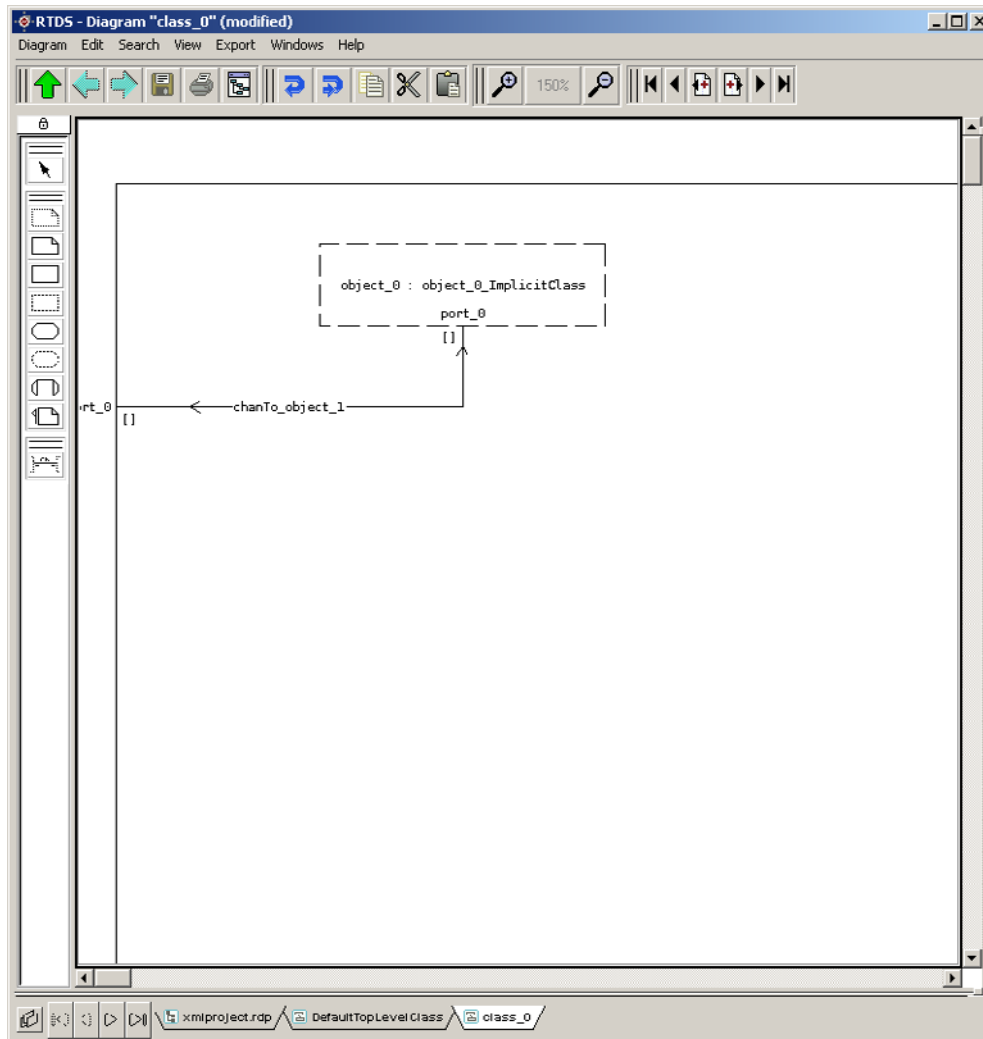 RTDS - Diagram "class_0" (modified)
Diagram Edit Search View Export Windows Help
150%
object_0 : object_0_ImplicitClass
port_0
[]
rt_0
chanTo_object_1
[]
xmlproject.rdp DefaultTopLevelClass class_0